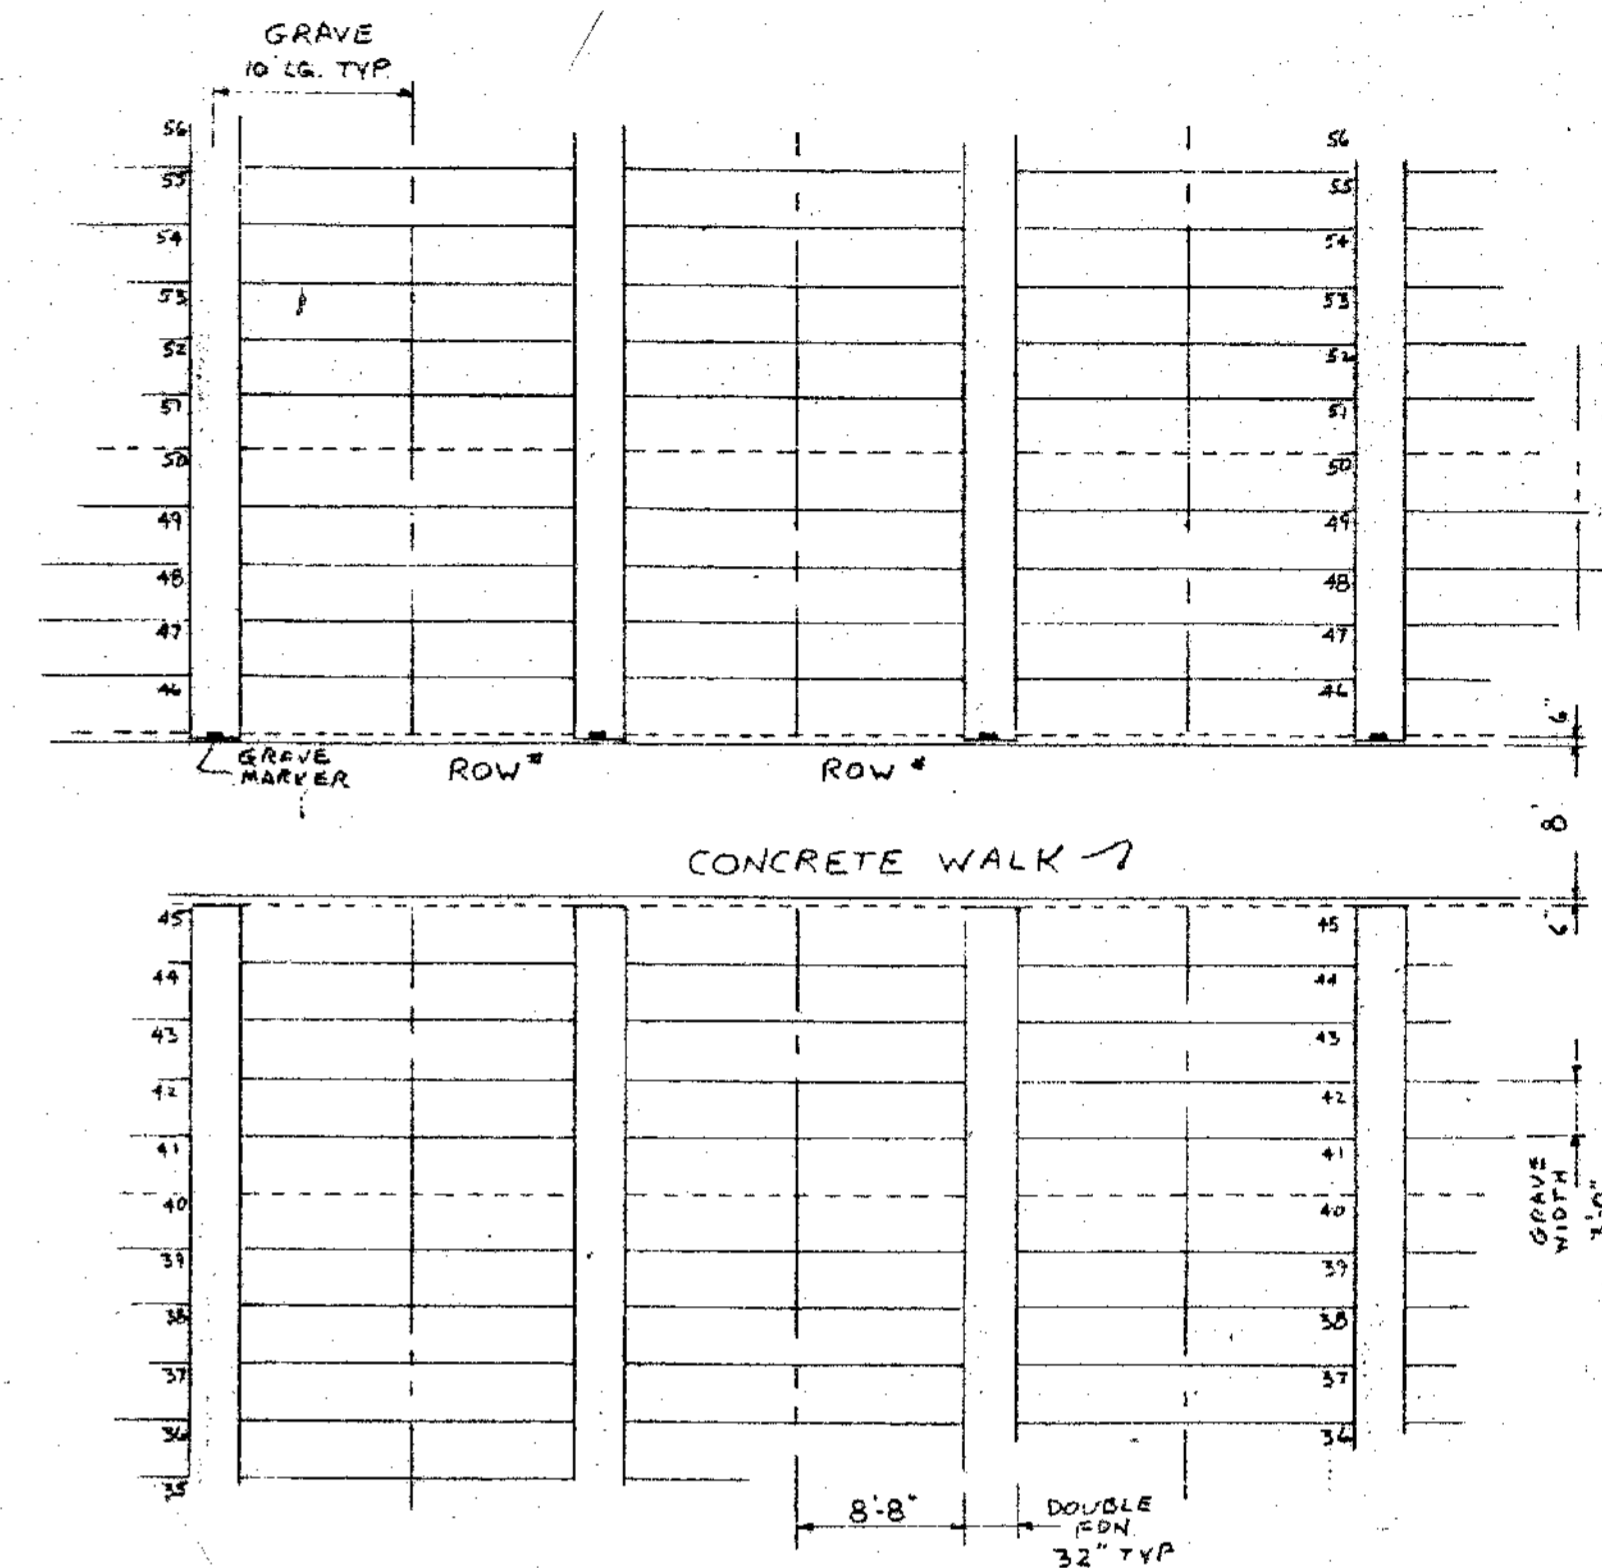 GRAVE
10' LG. TYP.
56 56
55 55
54 54
53 53
52 52
51 51
50 50
49 49
48 48
47 47
46 46
6"
GRAVE
MARKER
ROW #
ROW #
8'
CONCRETE WALK
45 45
6"
44 44
43 43
42 42
41 41
40 40
GRAVE
WIDTH
39 39
38 38
37 37
36 36
35
8'-8"
DOUBLE
FDN.
32" TYP